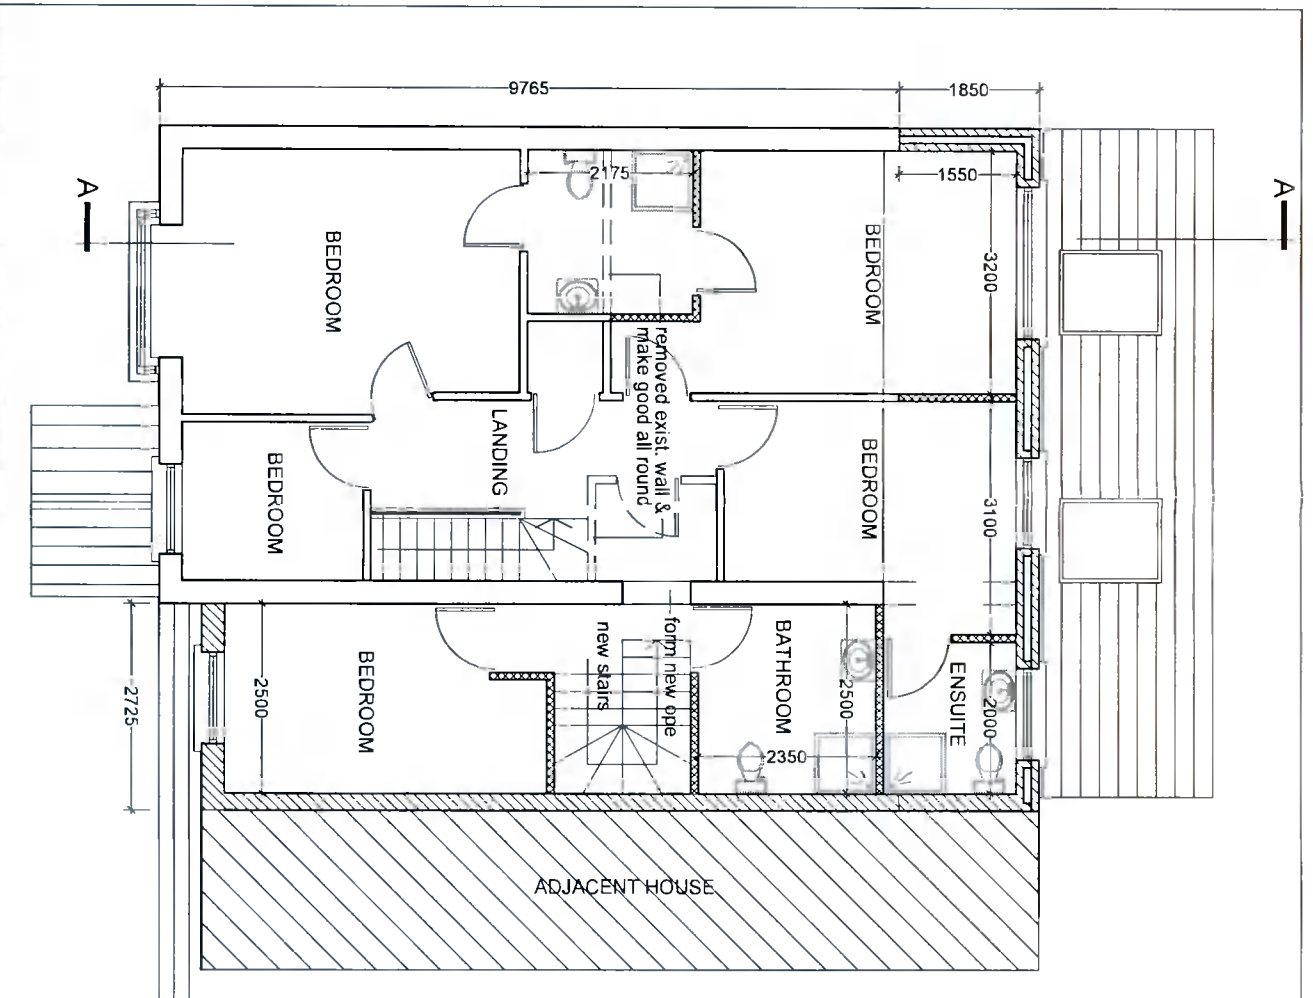 9765
1850
A
A
2175
1550
BEDROOM
BEDROOM
3200
removed exist. wall &
make good all round
LANDING
BEDROOM
BEDROOM
3100
form new ope
new stairs
BATHROOM
BEDROOM
ENSUITE
2500
2500
2000
2725
2350
ADJACENT HOUSE